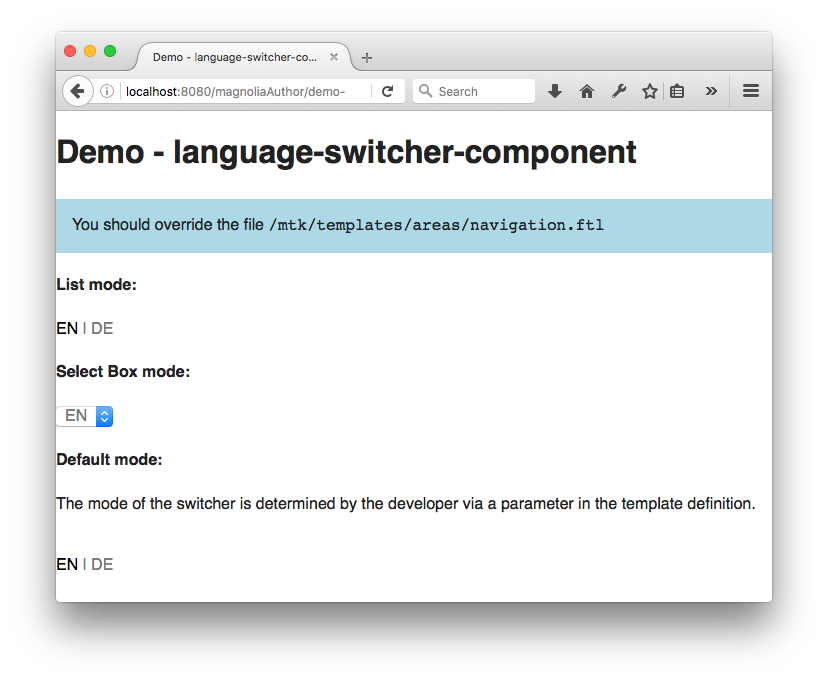 Demo - language-switcher-co...
localhost:8080/magnoliaAuthor/demo-
Search
Demo - language-switcher-component
You should override the file /mtk/templates/areas/navigation.ftl
List mode:
EN | DE
Select Box mode:
EN
Default mode:
The mode of the switcher is determined by the developer via a parameter in the template definition.
EN | DE